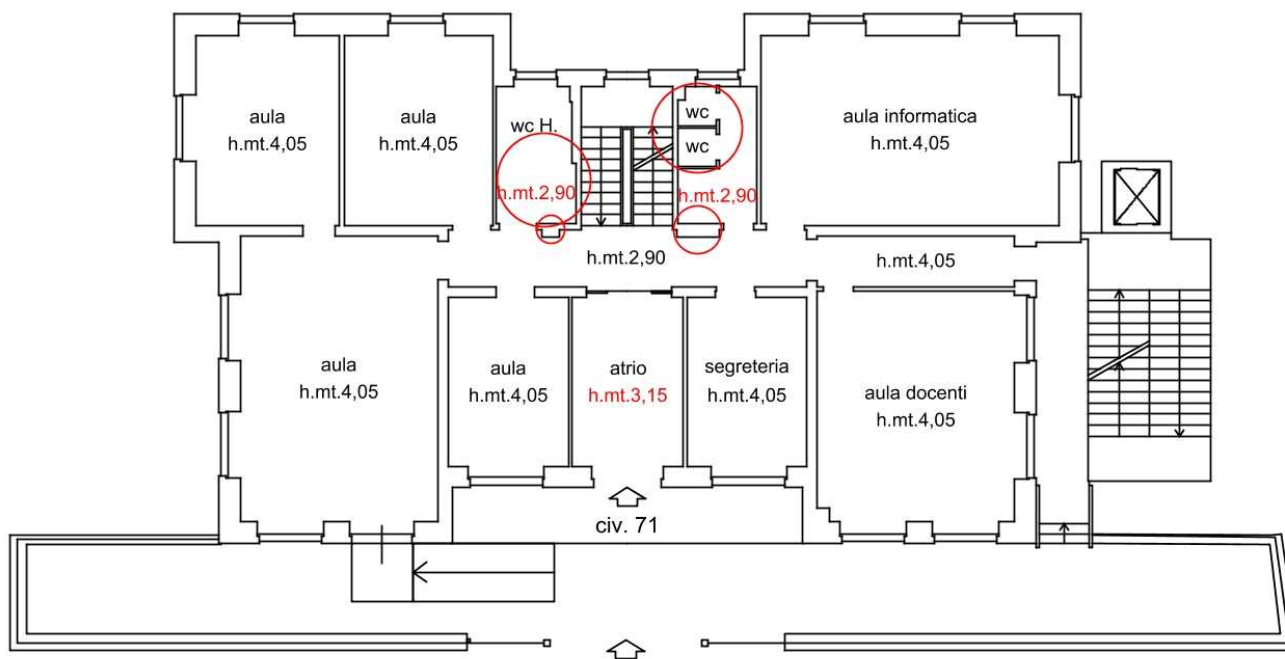 aula
h.mt.4,05
aula
h.mt.4,05
wc H.
h.mt.2,90
wc
wc
h.mt.2,90
aula informatica
h.mt.4,05
h.mt.2,90
h.mt.4,05
aula
h.mt.4,05
aula
h.mt.4,05
atrio
h.mt.3,15
segreteria
h.mt.4,05
aula docenti
h.mt.4,05
civ. 71